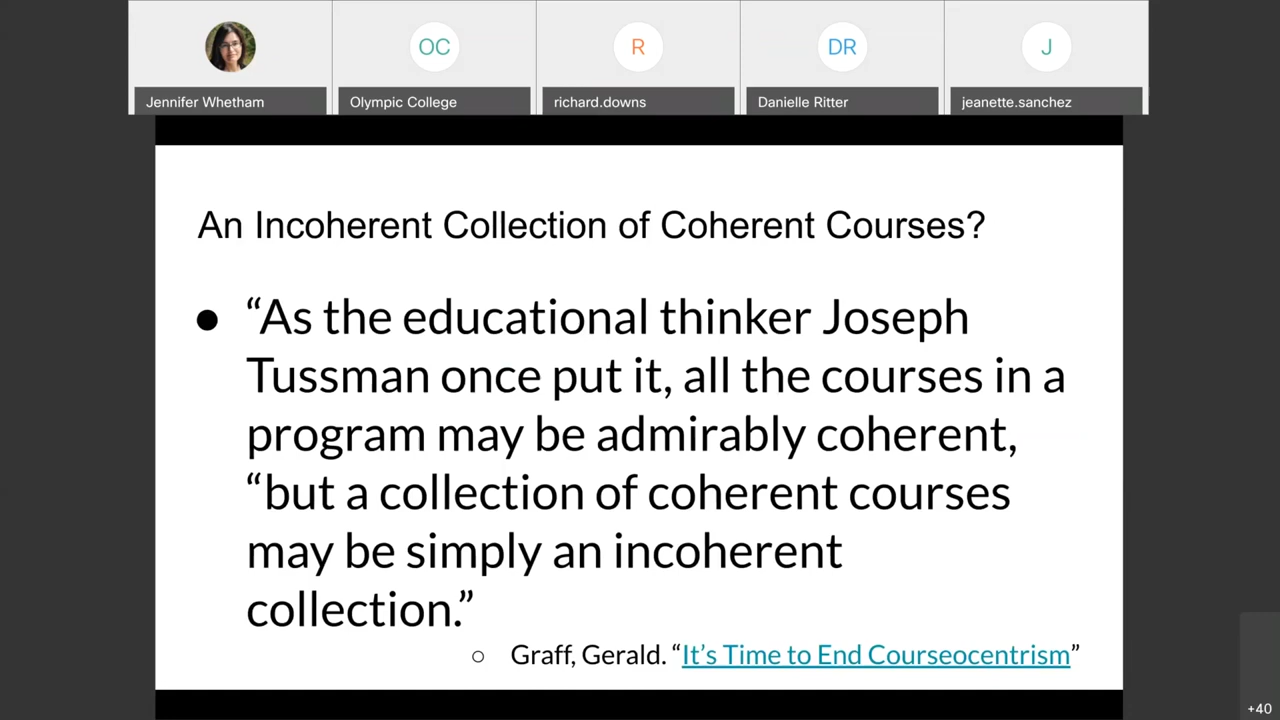 OC
R
DR
J
Jennifer Whetham
Olympic College
richard.downs
Danielle Ritter
jeanette.sanchez
An Incoherent Collection of Coherent Courses?
● “As the educational thinker Joseph
Tussman once put it, all the courses in a
program may be admirably coherent,
“but a collection of coherent courses
may be simply an incoherent
collection.”
○ Graff, Gerald. “It’s Time to End Courseocentrism”
+40